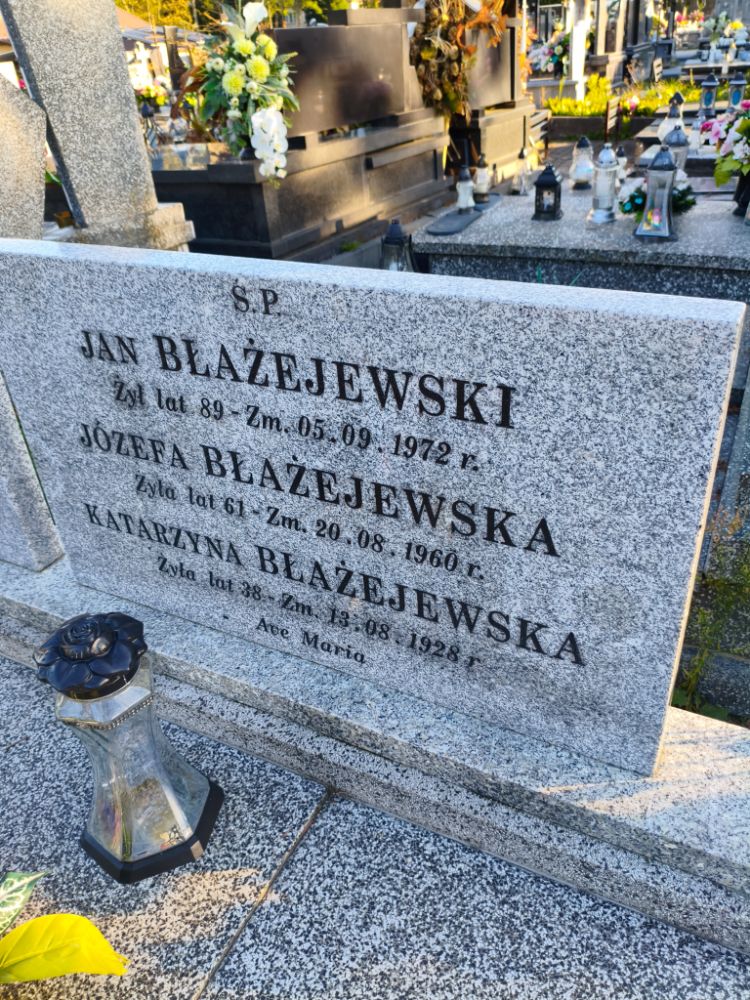 Ś.P.
JAN BŁAŻEJEWSKI
Żył lat 89 - Zm. 05.09.1972 r.
JÓZEFA BŁAŻEJEWSKA
Żyła lat 61 - Zm. 20.08.1960 r.
KATARZYNA BŁAŻEJEWSKA
Żyła lat 38 - Zm. 13.08.1928 r
- Ave Maria